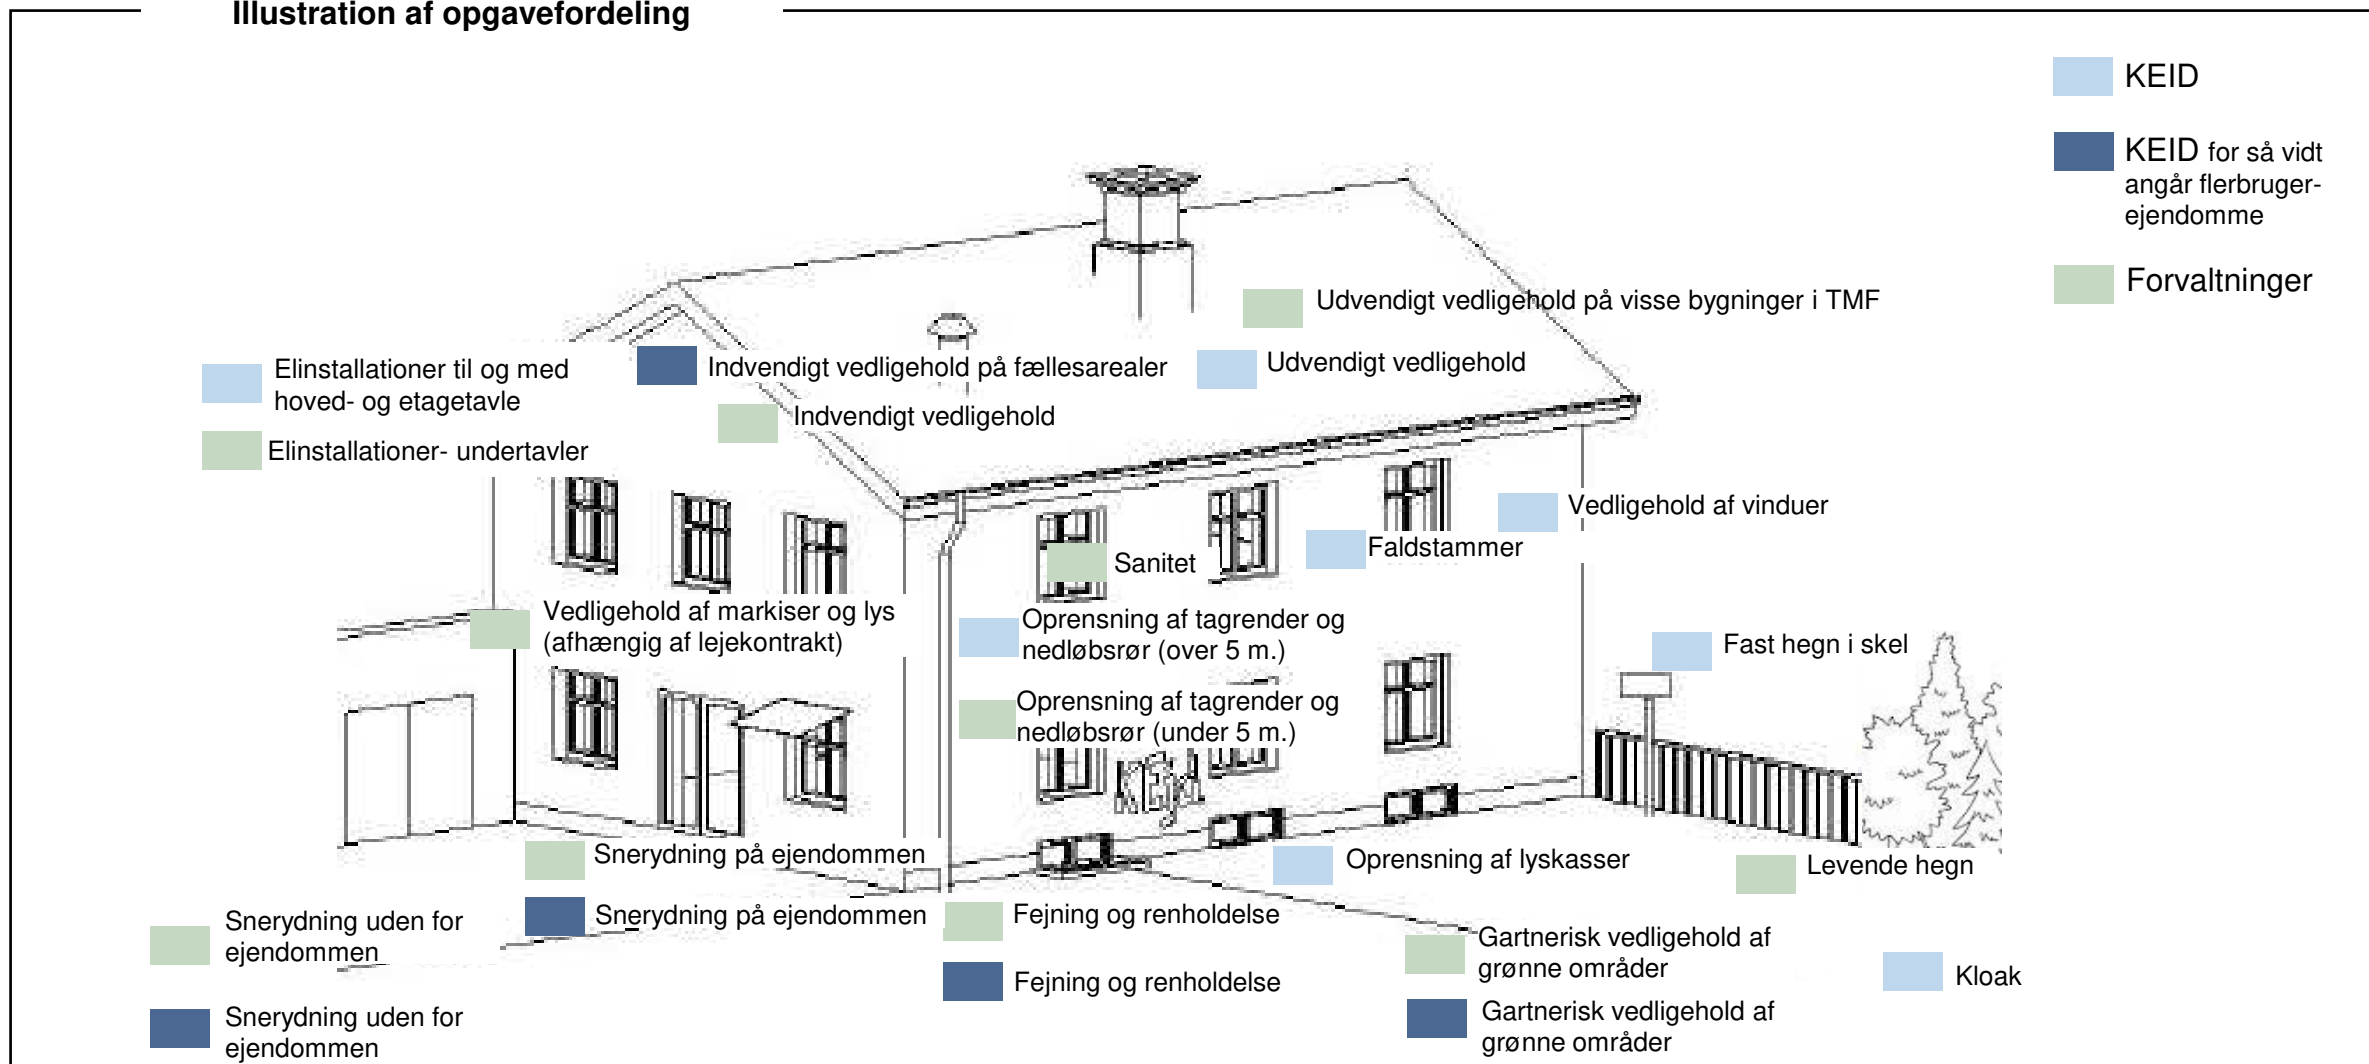 Illustration af opgavefordeling
KEID
KEID for så vidt
angår flerbruger-
ejendomme
Forvaltninger
Udvendigt vedligehold på visse bygninger i TMF
Elinstallationer til og med
hoved- og etagetavle
Indvendigt vedligehold på fællesarealer
Udvendigt vedligehold
Indvendigt vedligehold
Elinstallationer- undertavler
Vedligehold af vinduer
Faldstammer
Sanitet
Vedligehold af markiser og lys
(afhængig af lejekontrakt)
Oprensning af tagrender og
nedløbsrør (over 5 m.)
Fast hegn i skel
Oprensning af tagrender og
nedløbsrør (under 5 m.)
KEjd
Snerydning på ejendommen
Oprensning af lyskasser
Levende hegn
Snerydning på ejendommen
Fejning og renholdelse
Snerydning uden for
ejendommen
Gartnerisk vedligehold af
grønne områder
Kloak
Fejning og renholdelse
Snerydning uden for
ejendommen
Gartnerisk vedligehold af
grønne områder